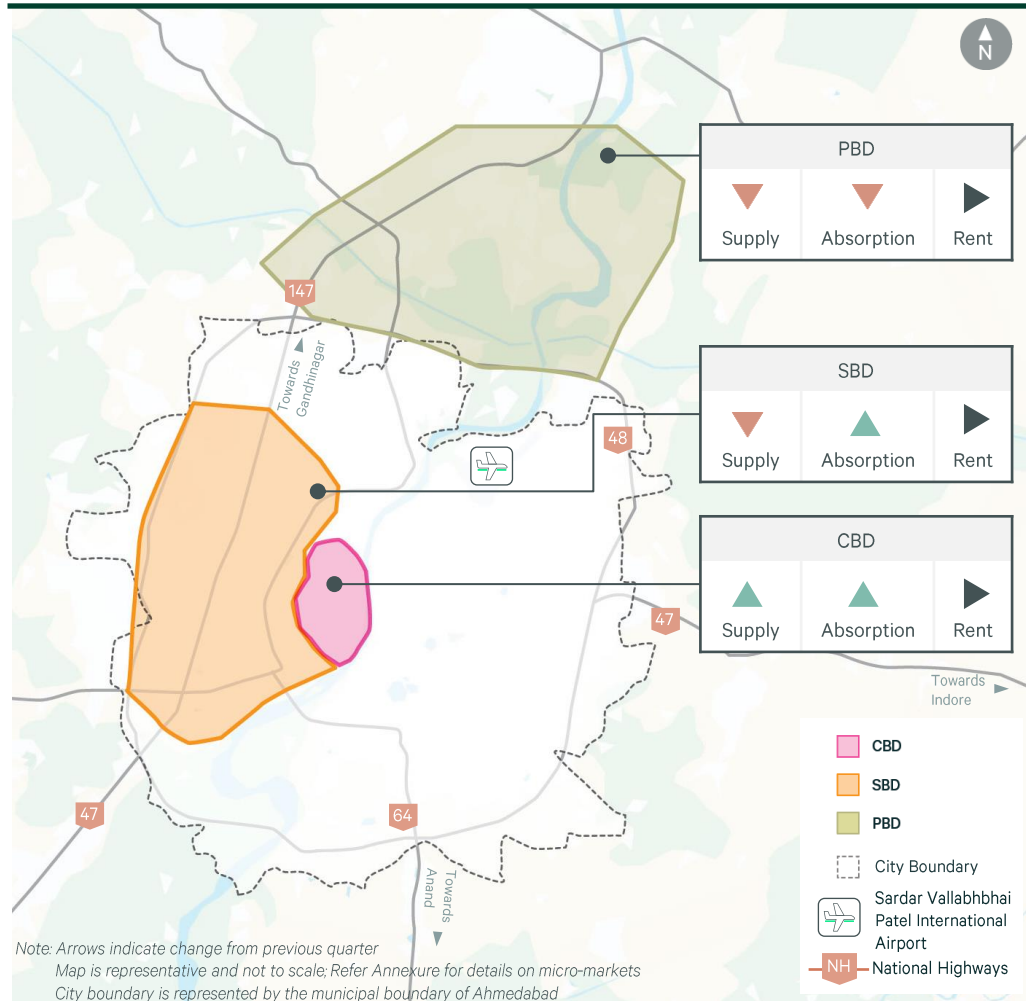 N
PBD
Supply
Absorption
Rent
147
Towards
Gandhinagar
SBD
Supply
Absorption
Rent
48
CBD
Supply
Absorption
Rent
47
Towards
Indore
CBD
SBD
PBD
City Boundary
Sardar Vallabhbhai
Patel International
Airport
NH National Highways
47
64
Towards
Anand
Note: Arrows indicate change from previous quarter
Map is representative and not to scale; Refer Annexure for details on micro-markets
City boundary is represented by the municipal boundary of Ahmedabad